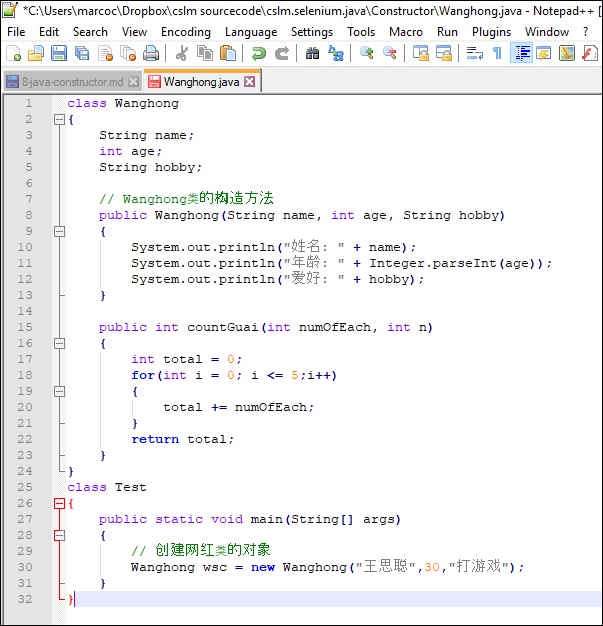 *C:\Users\marcoc\Dropbox\cslm sourcecode\cslm.selenium.java\Constructor\Wanghong.java - Notepad++ [
File Edit Search View Encoding Language Settings Tools Macro Run Plugins Window ?
8-java-constructor.md Wanghong.java
1 class Wanghong
2 {
3 String name;
4 int age;
5 String hobby;
6
7 // Wanghong类的构造方法
8 public Wanghong(String name, int age, String hobby)
9 {
10 System.out.println("姓名: " + name);
11 System.out.println("年龄: " + Integer.parseInt(age));
12 System.out.println("爱好: " + hobby);
13 }
14
15 public int countGuai(int numOfEach, int n)
16 {
17 int total = 0;
18 for(int i = 0; i <= 5;i++)
19 {
20 total += numOfEach;
21 }
22 return total;
23 }
24 }
25 class Test
26 {
27 public static void main(String[] args)
28 {
29 // 创建网红类的对象
30 Wanghong wsc = new Wanghong("王思聪",30,"打游戏");
31 }
32 }